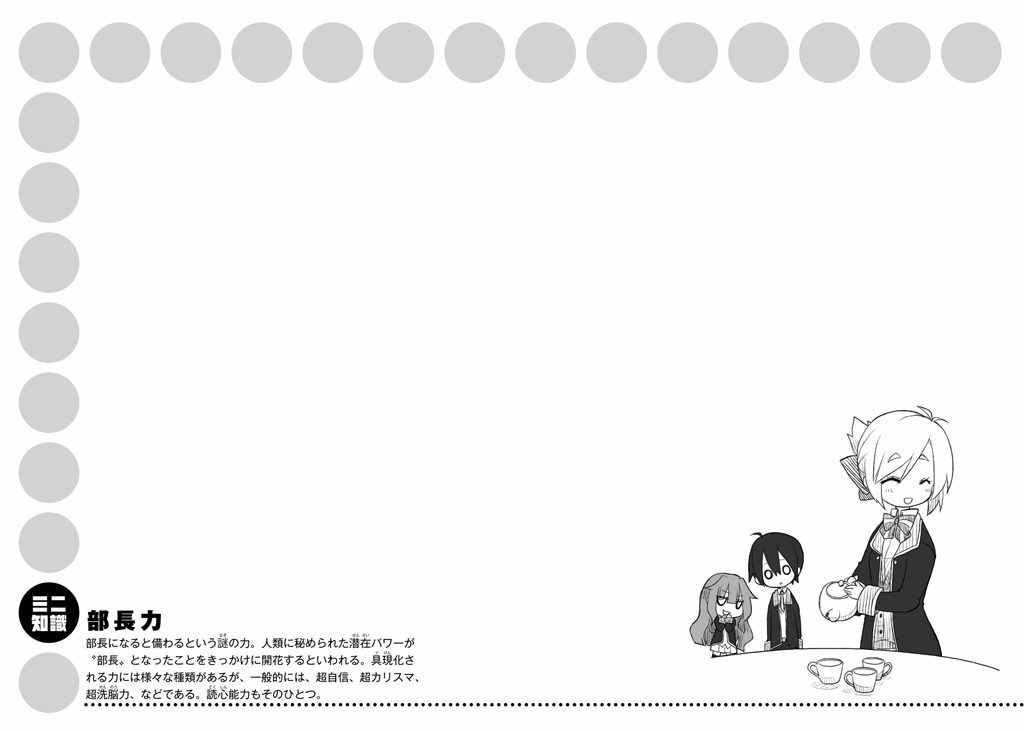 ミニ
知識
部長力
部長になると備わるという謎の力。人類に秘められた潜在パワーが
〝部長〟となったことをきっかけに開花するといわれる。具現化さ
れる力には様々な種類があるが、一般的には、超自信、超カリスマ、
超洗脳力、などである。読心能力もそのひとつ。